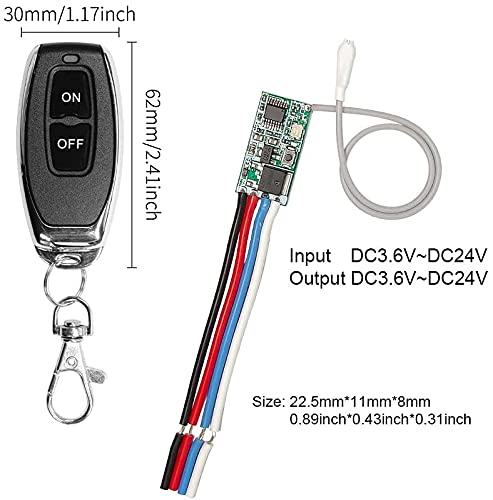 30mm/1.17inch
ON
OFF
62mm/2.41inch
Input DC3.6V~DC24V
Output DC3.6V~DC24V
Size: 22.5mm*11mm*8mm
0.89inch*0.43inch*0.31inch